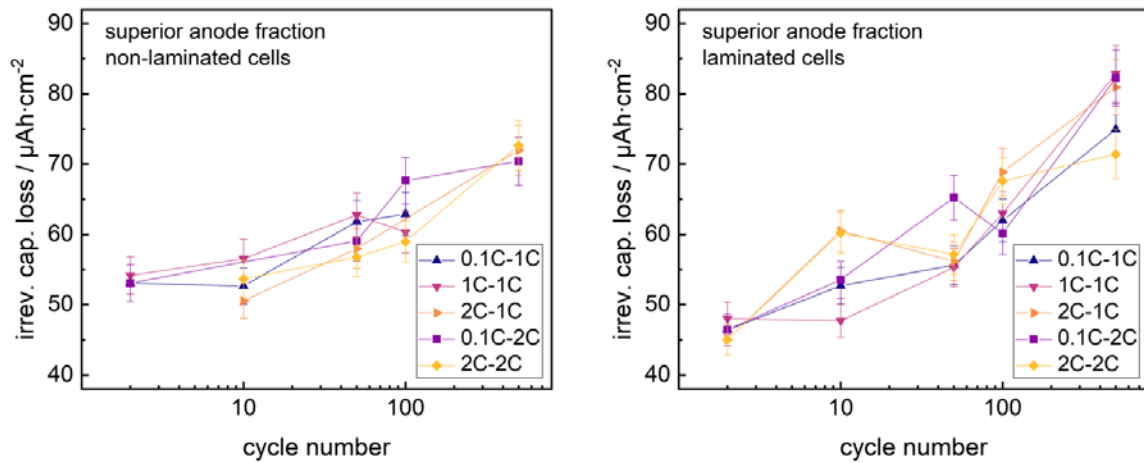 superior anode fraction
non-laminated cells
irrev. cap. loss / µAh·cm⁻²
90
80
70
60
50
40
10
100
cycle number
0.1C-1C
1C-1C
2C-1C
0.1C-2C
2C-2C
superior anode fraction
laminated cells
irrev. cap. loss / µAh·cm⁻²
90
80
70
60
50
40
10
100
cycle number
0.1C-1C
1C-1C
2C-1C
0.1C-2C
2C-2C